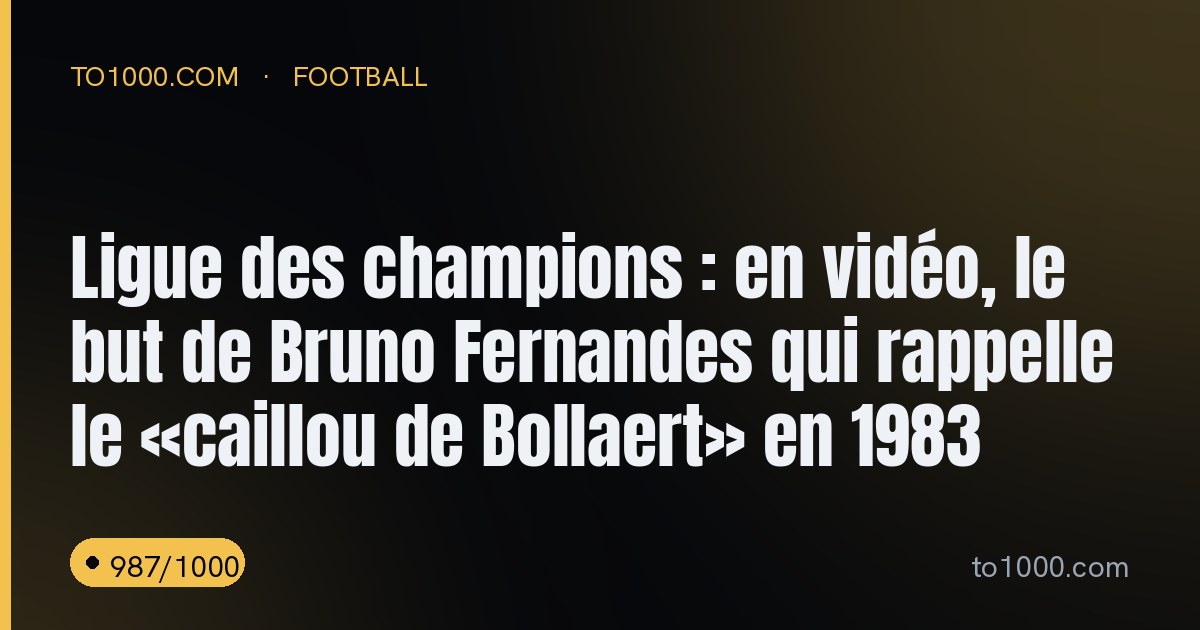 TO1000.COM · FOOTBALL
Ligue des champions : en vidéo, le
but de Bruno Fernandes qui rappelle
le «caillou de Bollaert» en 1983
987/1000
to1000.com